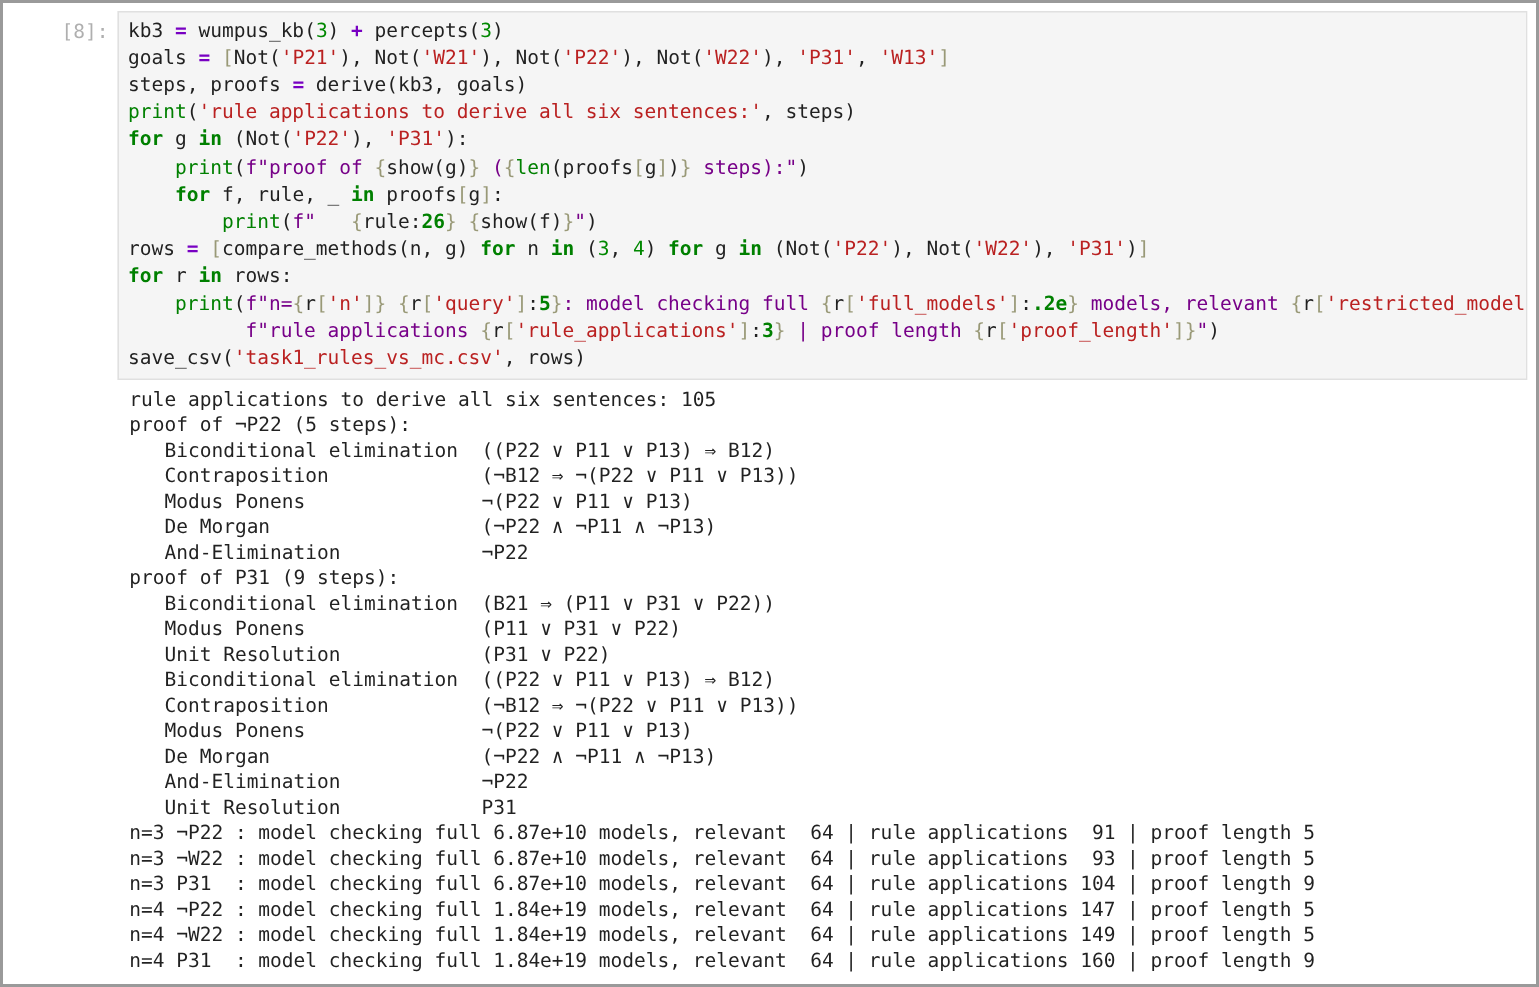 [8]: kb3 = wumpus_kb(3) + percepts(3)
goals = [Not('P21'), Not('W21'), Not('P22'), Not('W22'), 'P31', 'W13']
steps, proofs = derive(kb3, goals)
print('rule applications to derive all six sentences:', steps)
for g in (Not('P22'), 'P31'):
    print(f"proof of {show(g)} ({len(proofs[g])} steps):")
    for f, rule, _ in proofs[g]:
        print(f"   {rule:26} {show(f)}")
rows = [compare_methods(n, g) for n in (3, 4) for g in (Not('P22'), Not('W22'), 'P31')]
for r in rows:
    print(f"n={r['n']} {r['query']:5}: model checking full {r['full_models']:.2e} models, relevant {r['restricted_model
          f"rule applications {r['rule_applications']:3} | proof length {r['proof_length']}")
save_csv('task1_rules_vs_mc.csv', rows)
rule applications to derive all six sentences: 105
proof of ¬P22 (5 steps):
   Biconditional elimination  ((P22 ∨ P11 ∨ P13) ⇒ B12)
   Contraposition             (¬B12 ⇒ ¬(P22 ∨ P11 ∨ P13))
   Modus Ponens               ¬(P22 ∨ P11 ∨ P13)
   De Morgan                  (¬P22 ∧ ¬P11 ∧ ¬P13)
   And-Elimination            ¬P22
proof of P31 (9 steps):
   Biconditional elimination  (B21 ⇒ (P11 ∨ P31 ∨ P22))
   Modus Ponens               (P11 ∨ P31 ∨ P22)
   Unit Resolution            (P31 ∨ P22)
   Biconditional elimination  ((P22 ∨ P11 ∨ P13) ⇒ B12)
   Contraposition             (¬B12 ⇒ ¬(P22 ∨ P11 ∨ P13))
   Modus Ponens               ¬(P22 ∨ P11 ∨ P13)
   De Morgan                  (¬P22 ∧ ¬P11 ∧ ¬P13)
   And-Elimination            ¬P22
   Unit Resolution            P31
n=3 ¬P22 : model checking full 6.87e+10 models, relevant  64 | rule applications  91 | proof length 5
n=3 ¬W22 : model checking full 6.87e+10 models, relevant  64 | rule applications  93 | proof length 5
n=3 P31  : model checking full 6.87e+10 models, relevant  64 | rule applications 104 | proof length 9
n=4 ¬P22 : model checking full 1.84e+19 models, relevant  64 | rule applications 147 | proof length 5
n=4 ¬W22 : model checking full 1.84e+19 models, relevant  64 | rule applications 149 | proof length 5
n=4 P31  : model checking full 1.84e+19 models, relevant  64 | rule applications 160 | proof length 9